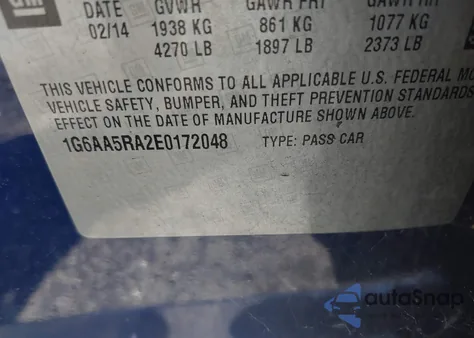 GM DATE GVWR GAWR FRT GAWR RR
02/14 1938 KG 861 KG 1077 KG
4270 LB 1897 LB 2373 LB
THIS VEHICLE CONFORMS TO ALL APPLICABLE U.S. FEDERAL MO
VEHICLE SAFETY, BUMPER, AND THEFT PREVENTION STANDARDS
EFFECT ON THE DATE OF MANUFACTURE SHOWN ABOVE.
1G6AA5RA2E0172048 TYPE: PASS CAR
autoSnap